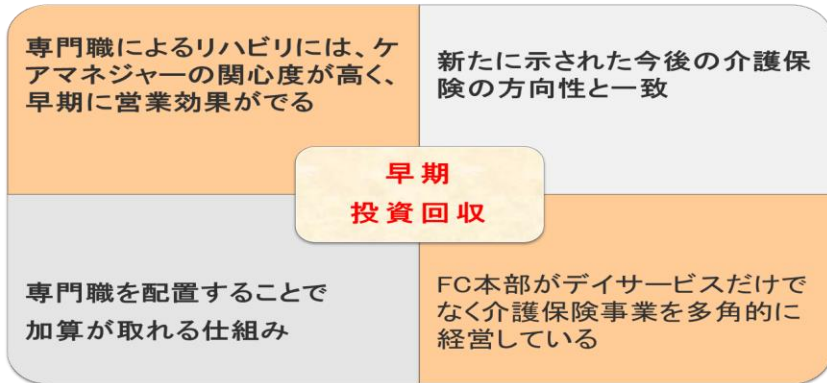 専門職によるリハビリには、ケ
アマネジャーの関心度が高く、
早期に営業効果がでる
新たに示された今後の介護保
険の方向性と一致
早期
投資回収
専門職を配置することで
加算が取れる仕組み
FC本部がデイサービスだけで
なく介護保険事業を多角的に
経営している